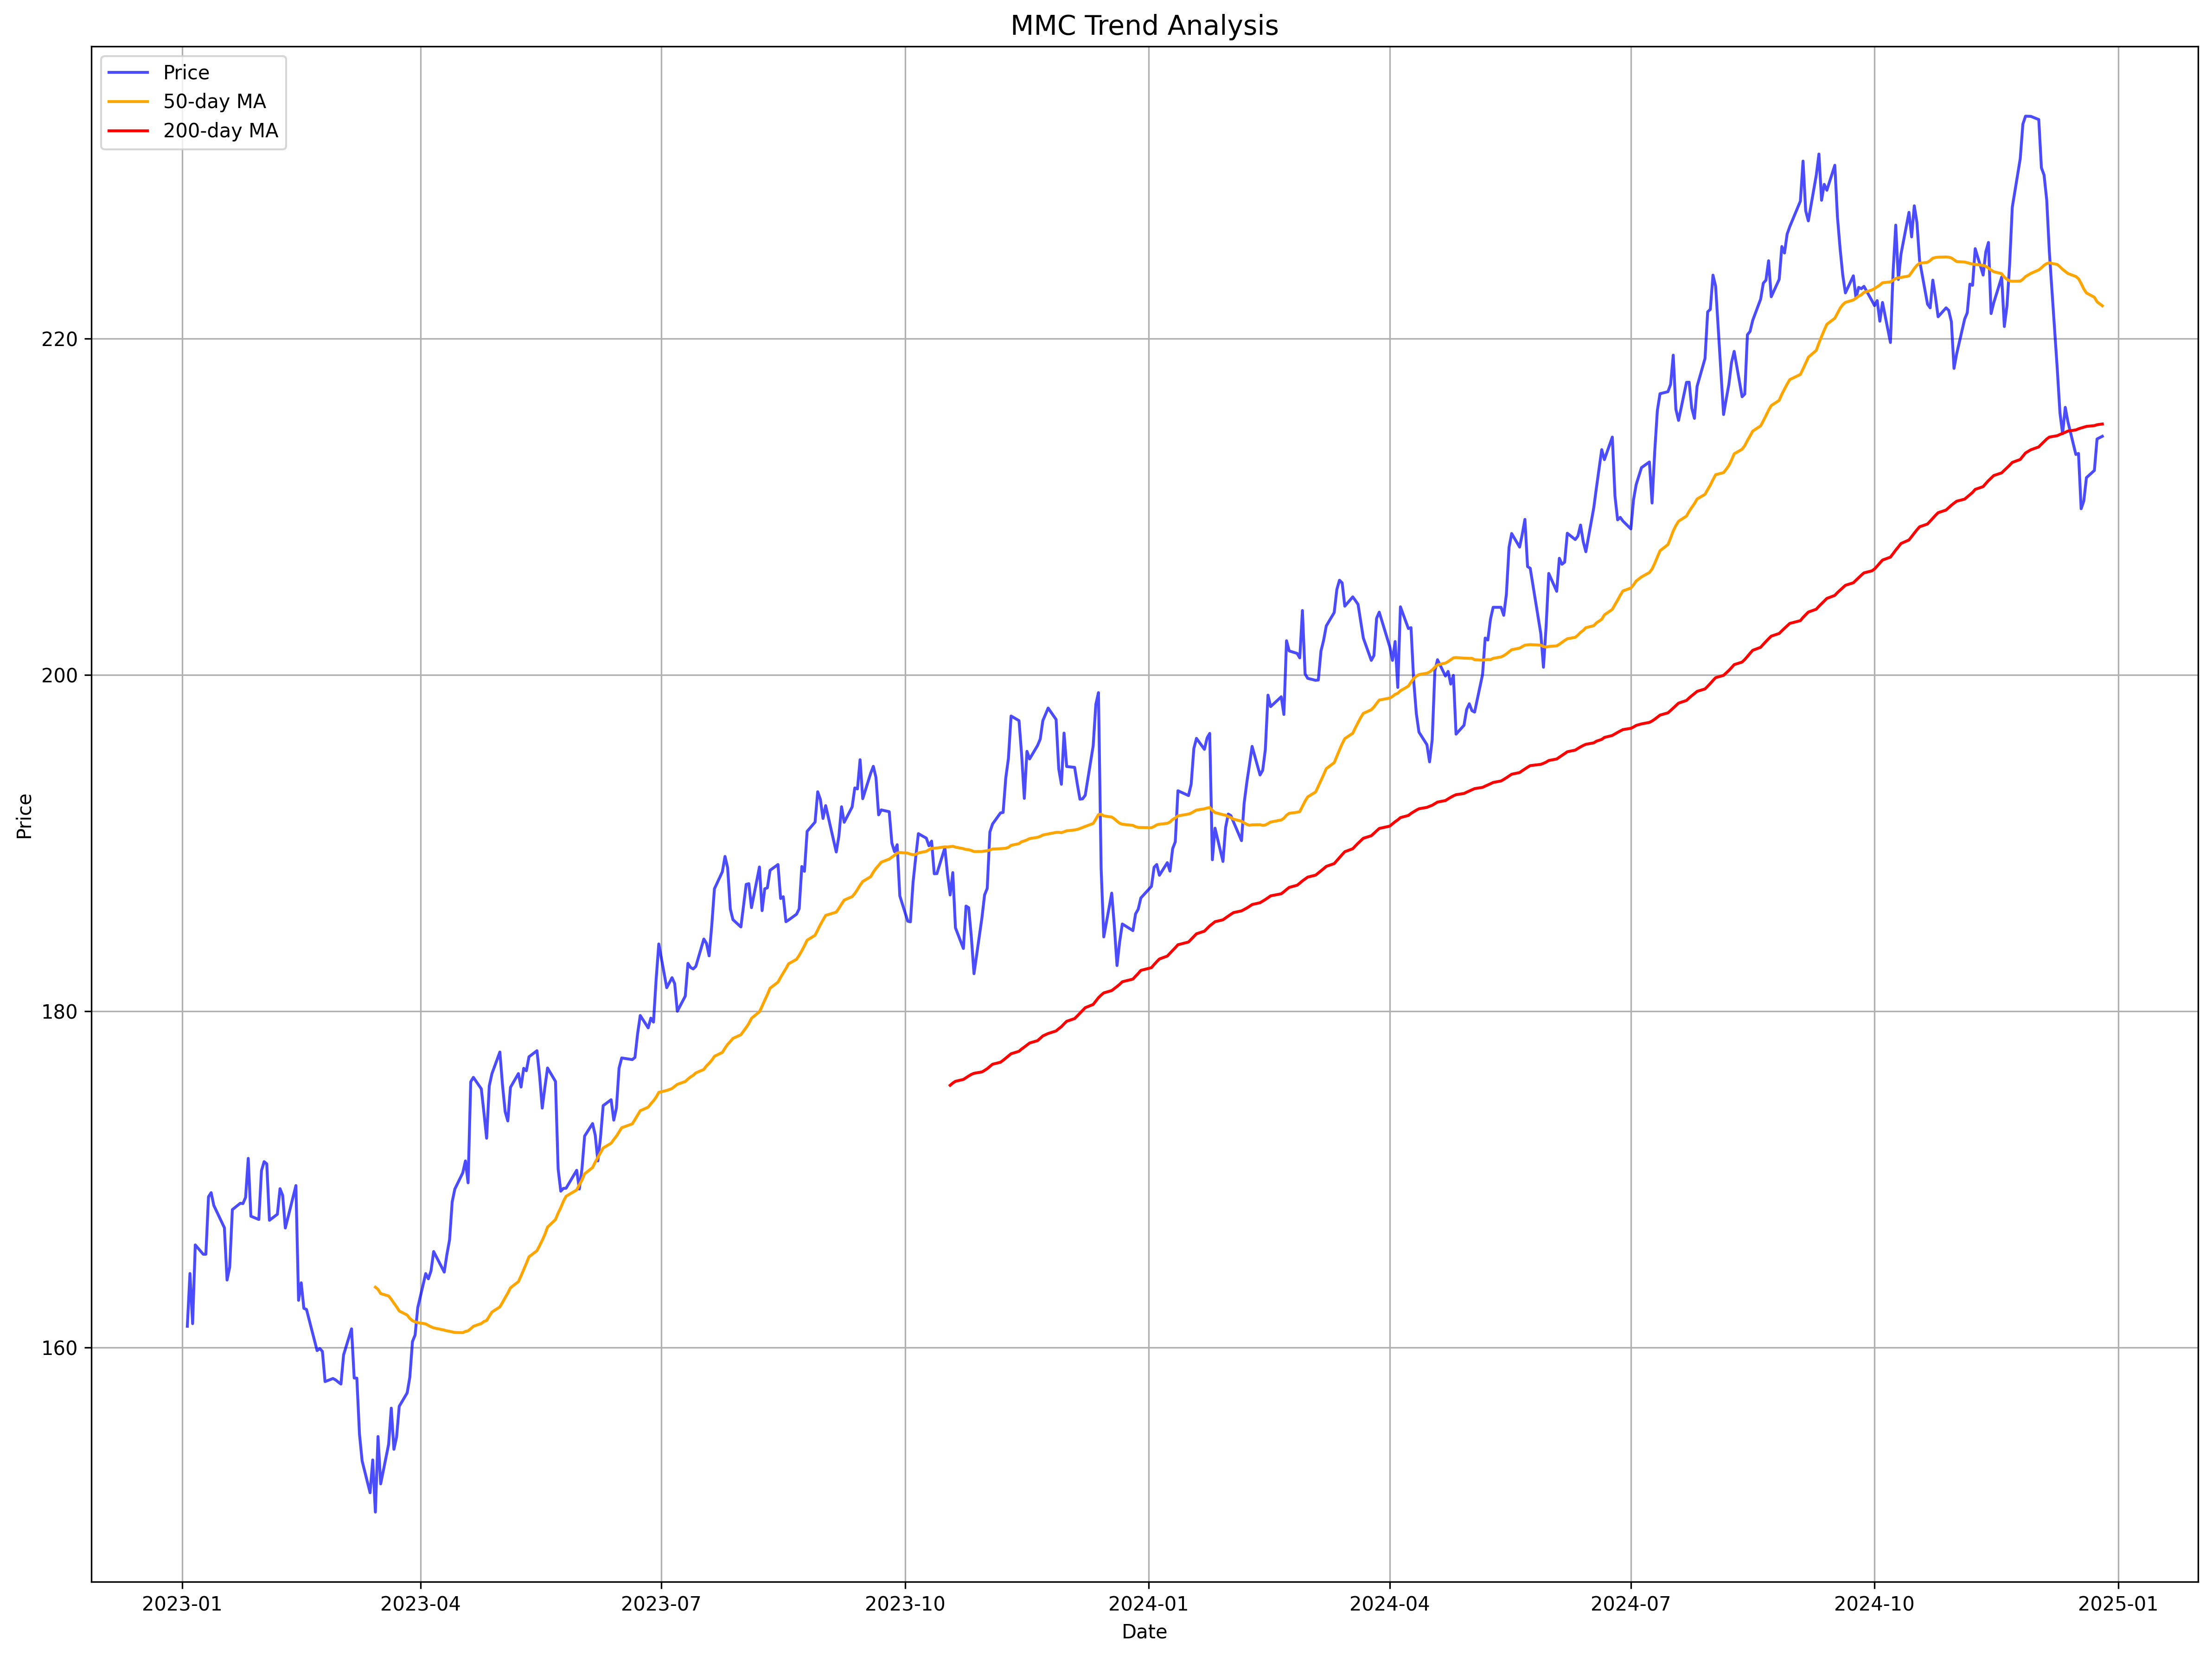 MMC Trend Analysis
Price
50-day MA
200-day MA
Price
220
200
180
160
2023-01
2023-04
2023-07
2023-10
2024-01
2024-04
2024-07
2024-10
2025-01
Date